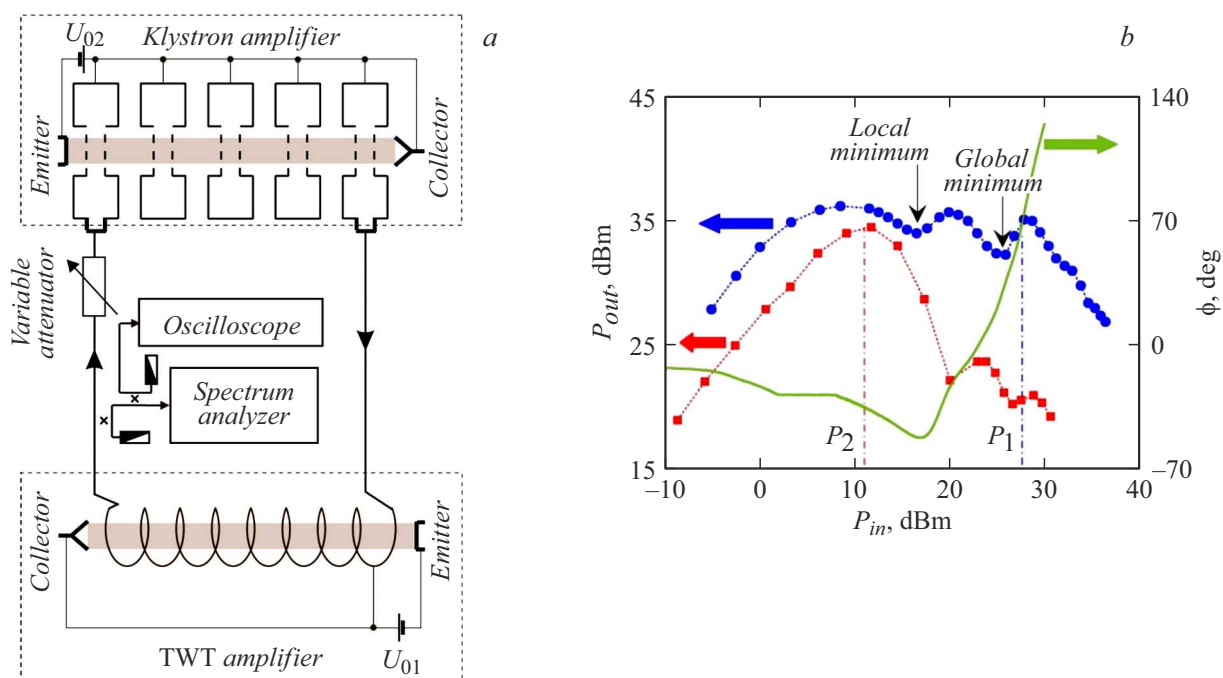 a
U02
Klystron amplifier
Emitter
Collector
Variable
attenuator
Oscilloscope
Spectrum
analyzer
Collector
Emitter
U01
TWT amplifier
b
45
35
25
15
Pout, dBm
140
70
0
–70
ϕ, deg
Local
minimum
Global
minimum
P2
P1
–10
0
10
20
30
40
Pin, dBm